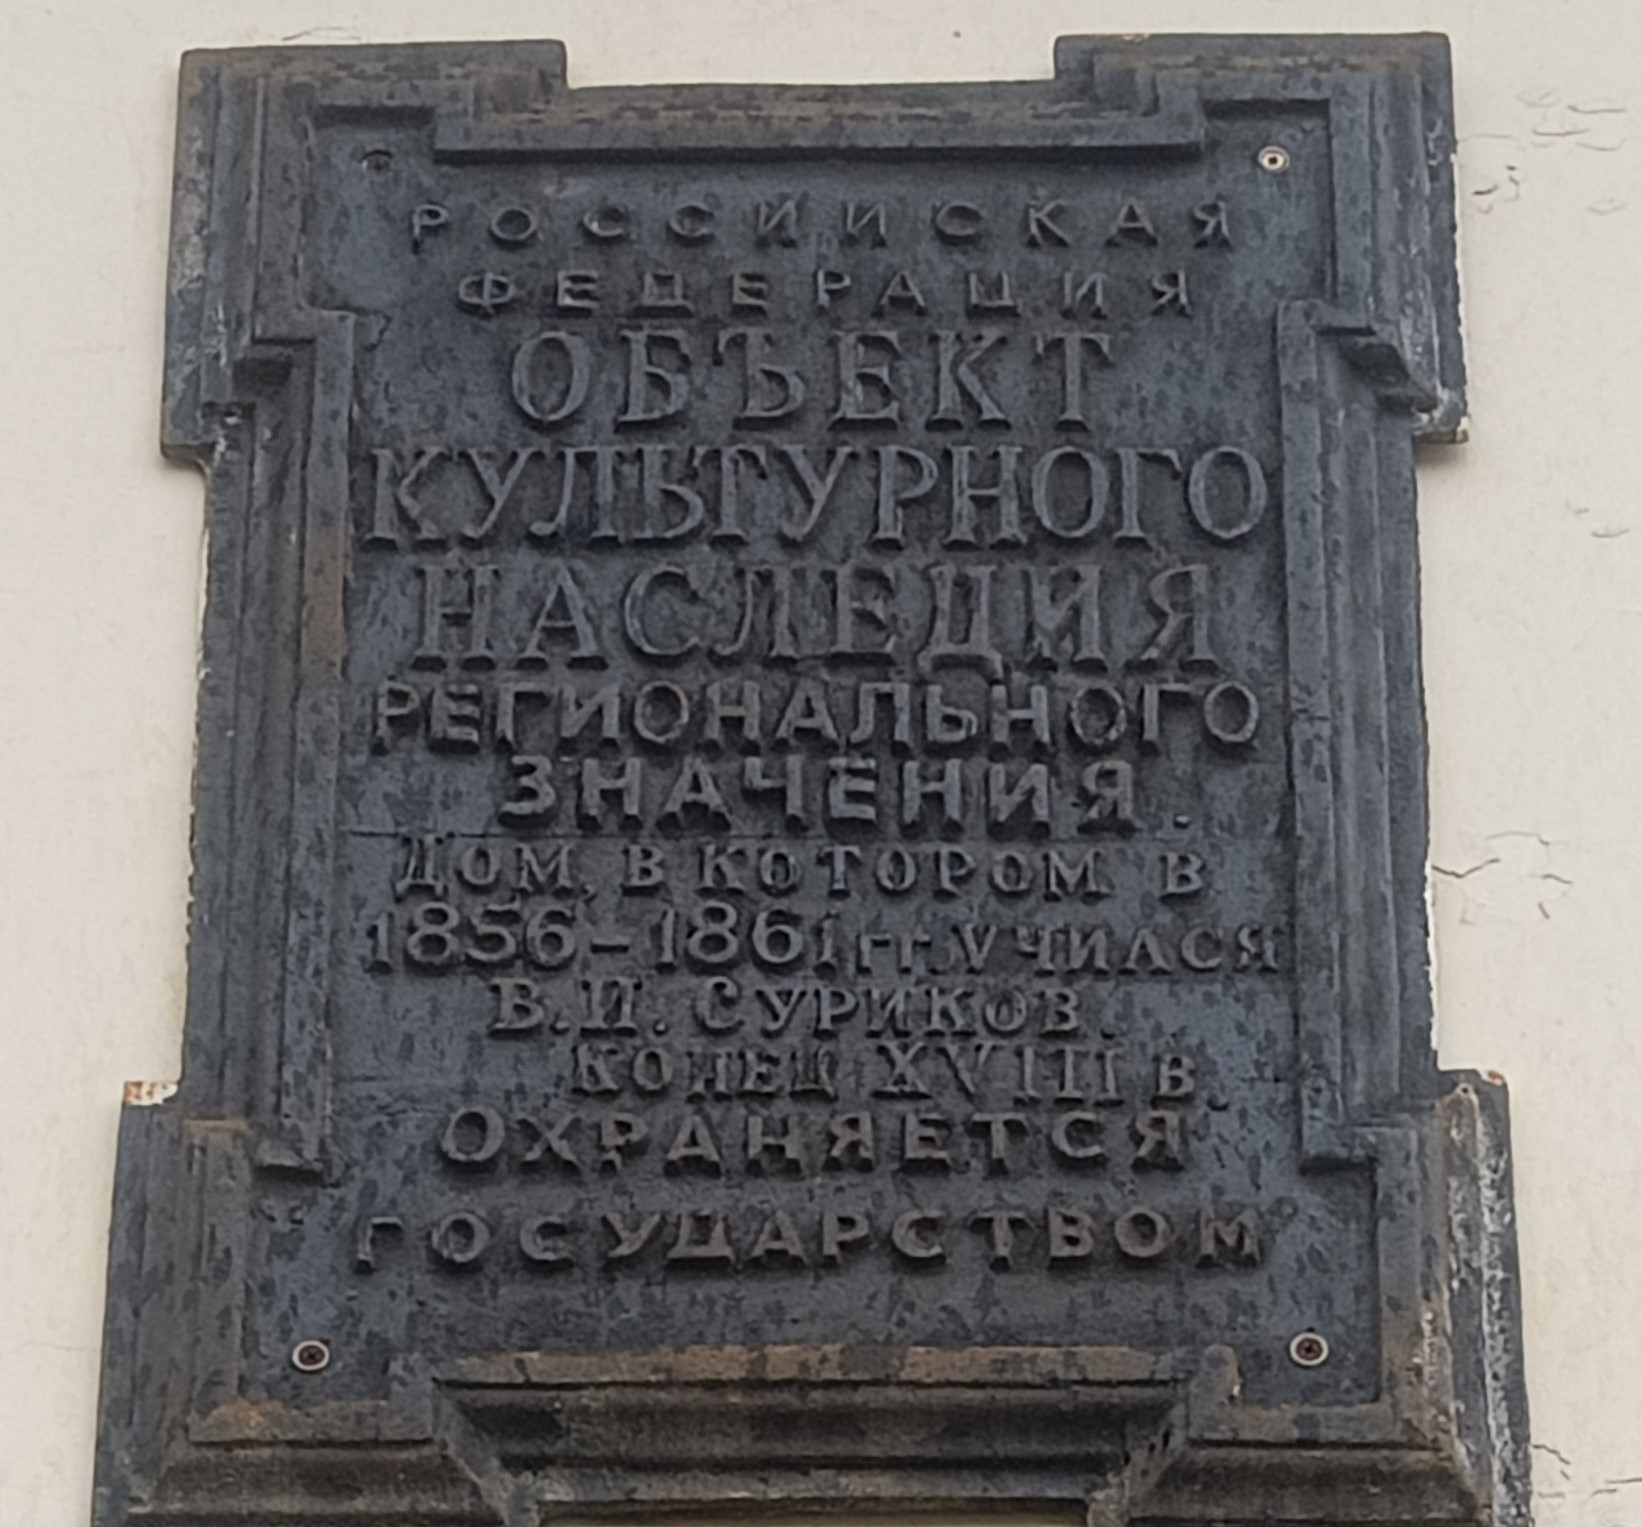 РОССИЙСКАЯ
ФЕДЕРАЦИЯ
ОБЪЕКТ
КУЛЬТУРНОГО
НАСЛЕДИЯ
РЕГИОНАЛЬНОГО
ЗНАЧЕНИЯ.
ДОМ, В КОТОРОМ В
1856-1861 гг. УЧИЛСЯ
В.И. СУРИКОВ.
КОНЕЦ XVIII В.
ОХРАНЯЕТСЯ
ГОСУДАРСТВОМ